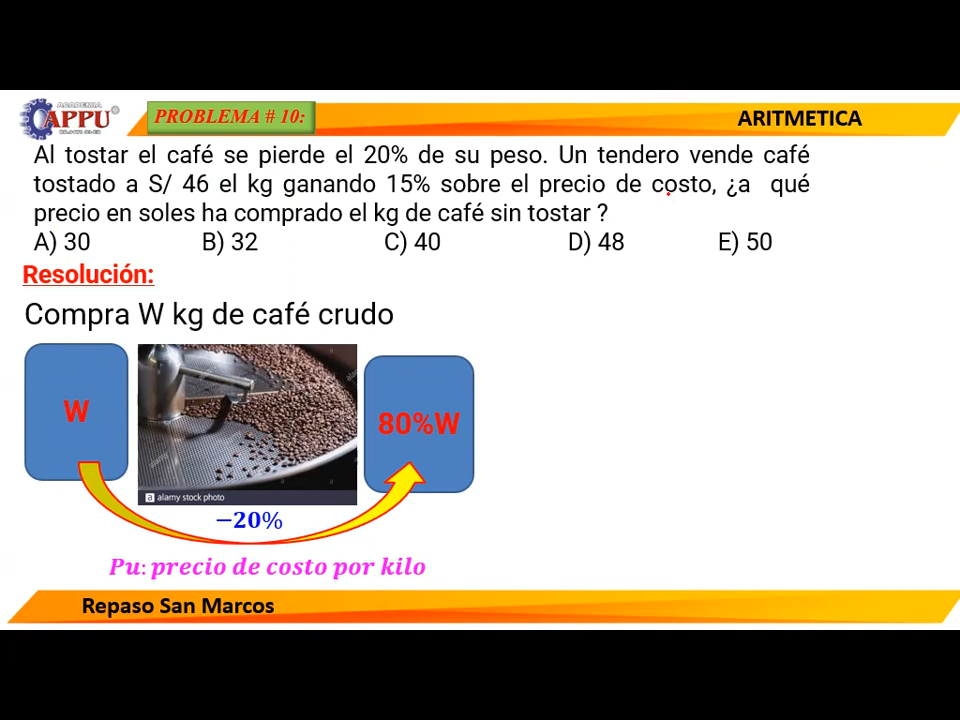 ACADEMIA
APPU
PROBLEMA # 10:
ARITMETICA
Al tostar el café se pierde el 20% de su peso. Un tendero vende café
tostado a S/ 46 el kg ganando 15% sobre el precio de costo, ¿a qué
precio en soles ha comprado el kg de café sin tostar ?
A) 30 B) 32 C) 40 D) 48 E) 50
Resolución:
Compra W kg de café crudo
W
80%W
a alamy stock photo
−20%
Pu: precio de costo por kilo
Repaso San Marcos